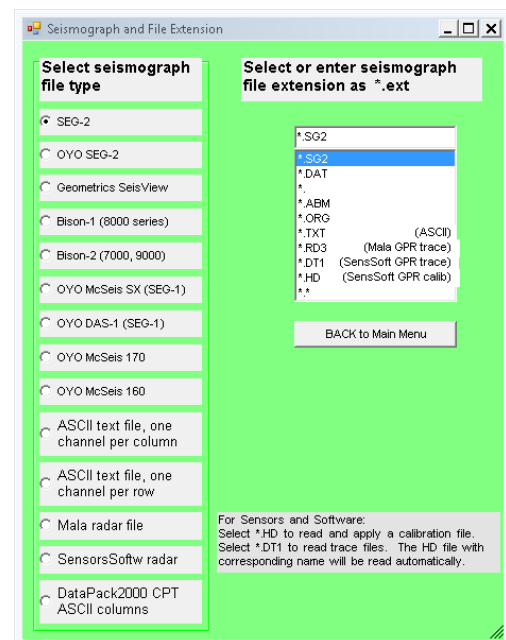 Seismograph and File Extension
Select seismograph
file type
SEG-2
OYO SEG-2
Geometrics SeisView
Bison-1 (8000 series)
Bison-2 (7000, 9000)
OYO McSeis SX (SEG-1)
OYO DAS-1 (SEG-1)
OYO McSeis 170
OYO McSeis 160
ASCII text file, one
channel per column
ASCII text file, one
channel per row
Mala radar file
SensorsSoftw radar
DataPack2000 CPT
ASCII columns
Select or enter seismograph
file extension as *.ext
*.SG2
*.SG2
*.DAT
*.
*.ABM
*.ORG
*.TXT (ASCII)
*.RD3 (Mala GPR trace)
*.DT1 (SensSoft GPR trace)
*.HD (SensSoft GPR calib)
*.*
BACK to Main Menu
For Sensors and Software:
Select *.HD to read and apply a calibration file.
Select *.DT1 to read trace files. The HD file with
corresponding name will be read automatically.